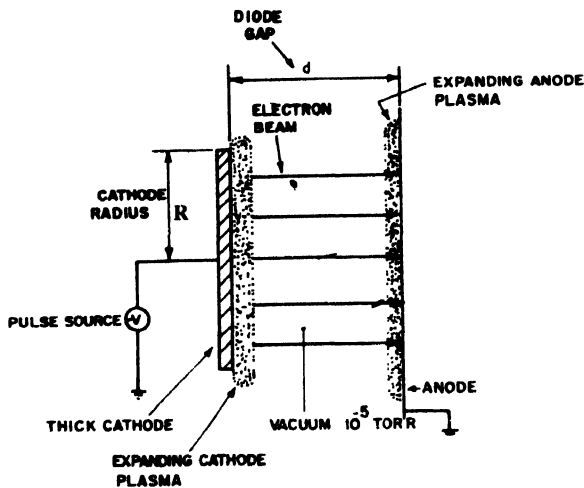 DIODE
GAP
d
EXPANDING ANODE
PLASMA
ELECTRON
BEAM
CATHODE
RADIUS
R
PULSE SOURCE
V
ANODE
THICK CATHODE
VACUUM 10⁻⁵ TORR
EXPANDING CATHODE
PLASMA